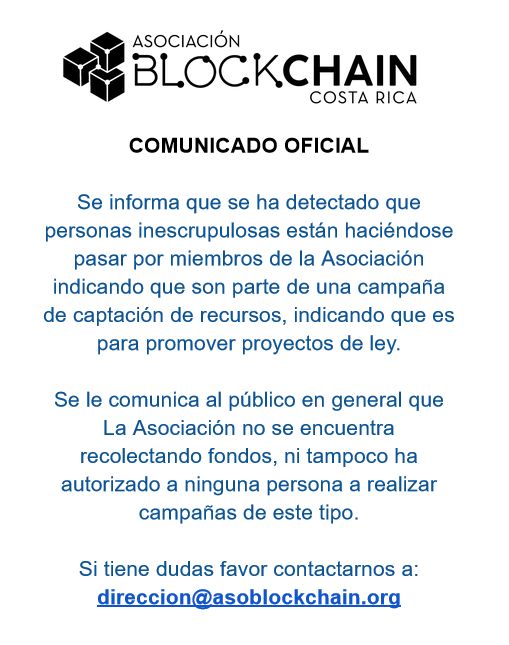 ASOCIACIÓN
BLOCKCHAIN
COSTA RICA
COMUNICADO OFICIAL
Se informa que se ha detectado que
personas inescrupulosas están haciéndose
pasar por miembros de la Asociación
indicando que son parte de una campaña
de captación de recursos, indicando que es
para promover proyectos de ley.
Se le comunica al público en general que
La Asociación no se encuentra
recolectando fondos, ni tampoco ha
autorizado a ninguna persona a realizar
campañas de este tipo.
Si tiene dudas favor contactarnos a:
direccion@asoblockchain.org